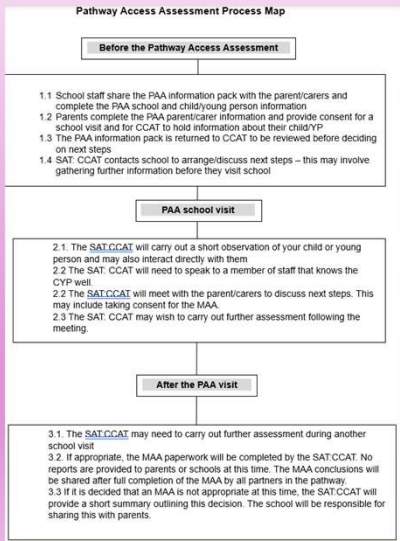 Pathway Access Assessment Process Map
Before the Pathway Access Assessment
1.1 School staff share the PAA information pack with the parent/carers and
complete the PAA school and child/young person information
1.2 Parents complete the PAA parent/carer information and provide consent for a
school visit and for CCAT to hold information about their child/YP
1.3 The PAA information pack is returned to CCAT to be reviewed before deciding
on next steps
1.4 SAT: CCAT contacts school to arrange/discuss next steps – this may involve
gathering further information before they visit school
PAA school visit
2.1. The SAT:CCAT will carry out a short observation of your child or young
person and may also interact directly with them
2.2 The SAT: CCAT will need to speak to a member of staff that knows the
CYP well.
2.2 The SAT:CCAT will meet with the parent/carers to discuss next steps. This
may include taking consent for the MAA.
2.3 The SAT: CCAT may wish to carry out further assessment following the
meeting.
After the PAA visit
3.1. The SAT:CCAT may need to carry out further assessment during another
school visit
3.2. If appropriate, the MAA paperwork will be completed by the SAT:CCAT. No
reports are provided to parents or schools at this time. The MAA conclusions will
be shared after full completion of the MAA by all partners in the pathway.
3.3 If it is decided that an MAA is not appropriate at this time, the SAT:CCAT will
provide a short summary outlining this decision. The school will be responsible for
sharing this with parents.